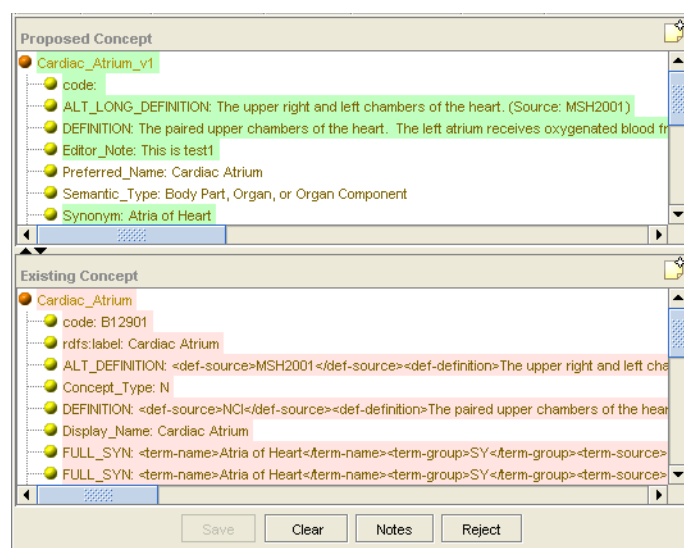 Proposed Concept
Cardiac_Atrium_v1
code:
ALT_LONG_DEFINITION: The upper right and left chambers of the heart. (Source: MSH2001)
DEFINITION: The paired upper chambers of the heart.  The left atrium receives oxygenated blood fr
Editor_Note: This is test1
Preferred_Name: Cardiac Atrium
Semantic_Type: Body Part, Organ, or Organ Component
Synonym: Atria of Heart
Existing Concept
Cardiac_Atrium
code: B12901
rdfs:label: Cardiac Atrium
ALT_DEFINITION: <def-source>MSH2001</def-source><def-definition>The upper right and left cha
Concept_Type: N
DEFINITION: <def-source>NCI</def-source><def-definition>The paired upper chambers of the hear
Display_Name: Cardiac Atrium
FULL_SYN: <term-name>Atria of Heart</term-name><term-group>SY</term-group><term-source>
FULL_SYN: <term-name>Atria of Heart</term-name><term-group>SY</term-group><term-source>
Save Clear Notes Reject